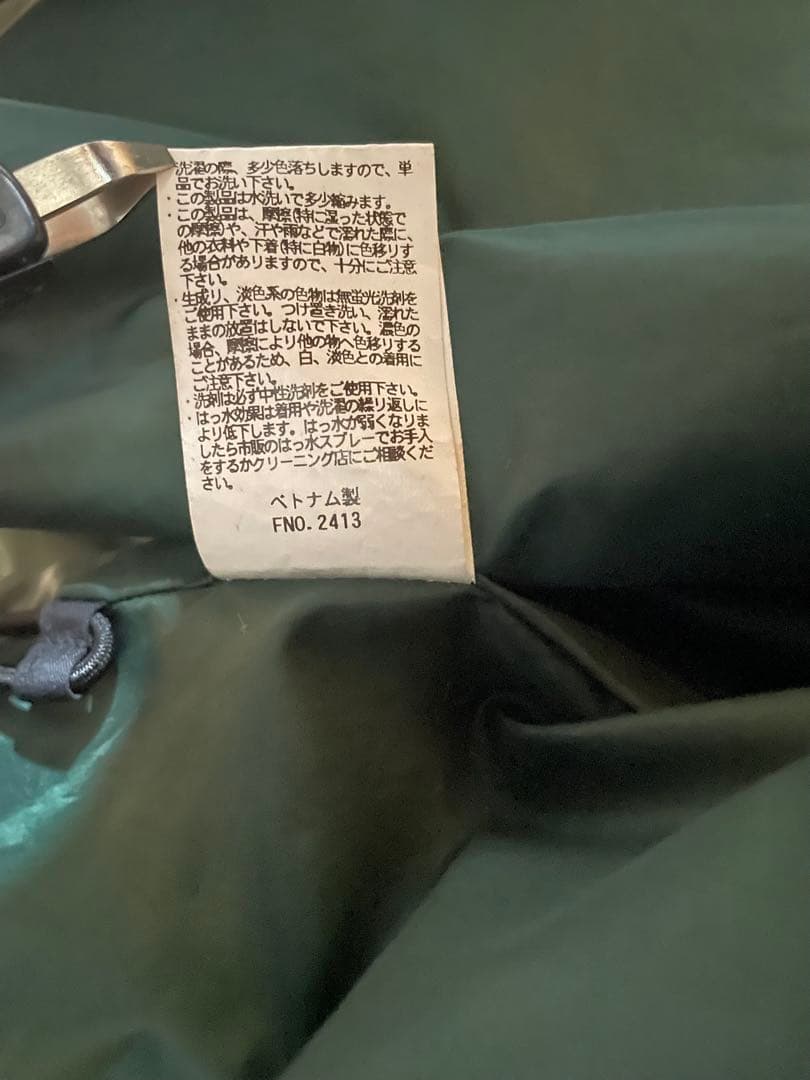 洗濯の際、多少色落ちしますので、単
品でお洗い下さい。
・この製品は水洗いで多少縮みます。
・この製品は、摩擦(特に湿った状態で
の摩擦)や、汗や雨などで濡れた際に、
他の衣料や下着(特に白物)に色移りす
る場合がありますので、十分にご注意
下さい。
・生成り、淡色系の色物は無蛍光洗剤を
ご使用下さい。つけ置き洗い、濡れた
ままの放置はしないで下さい。濃色の
場合、摩擦により他の物へ色移りする
ことがあるため、白、淡色との着用に
ご注意下さい。
・洗剤は必ず中性洗剤をご使用下さい。
・はっ水効果は着用や洗濯の繰り返しに
より低下します。はっ水が弱くなりま
したら市販のはっ水スプレーでお手入
をするかクリーニング店にご相談くだ
さい。
ベトナム製
FNO.2413